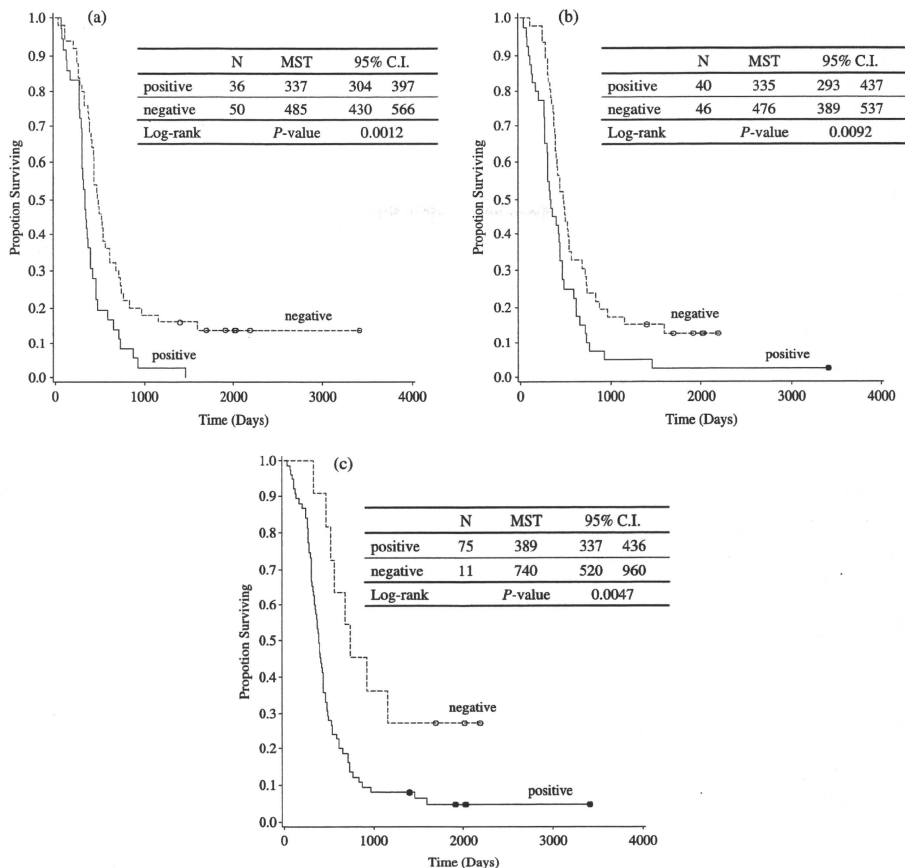 (a)
N MST 95% C.I.
positive 36 337 304 397
negative 50 485 430 566
Log-rank P-value 0.0012
Propotion Surviving
1.0
0.9
0.8
0.7
0.6
0.5
0.4
0.3
0.2
0.1
0.0
negative
positive
0 1000 2000 3000 4000
Time (Days)
(b)
N MST 95% C.I.
positive 40 335 293 437
negative 46 476 389 537
Log-rank P-value 0.0092
Propotion Surviving
1.0
0.9
0.8
0.7
0.6
0.5
0.4
0.3
0.2
0.1
0.0
negative
positive
0 1000 2000 3000 4000
Time (Days)
(c)
N MST 95% C.I.
positive 75 389 337 436
negative 11 740 520 960
Log-rank P-value 0.0047
Propotion Surviving
1.0
0.9
0.8
0.7
0.6
0.5
0.4
0.3
0.2
0.1
0.0
negative
positive
0 1000 2000 3000 4000
Time (Days)